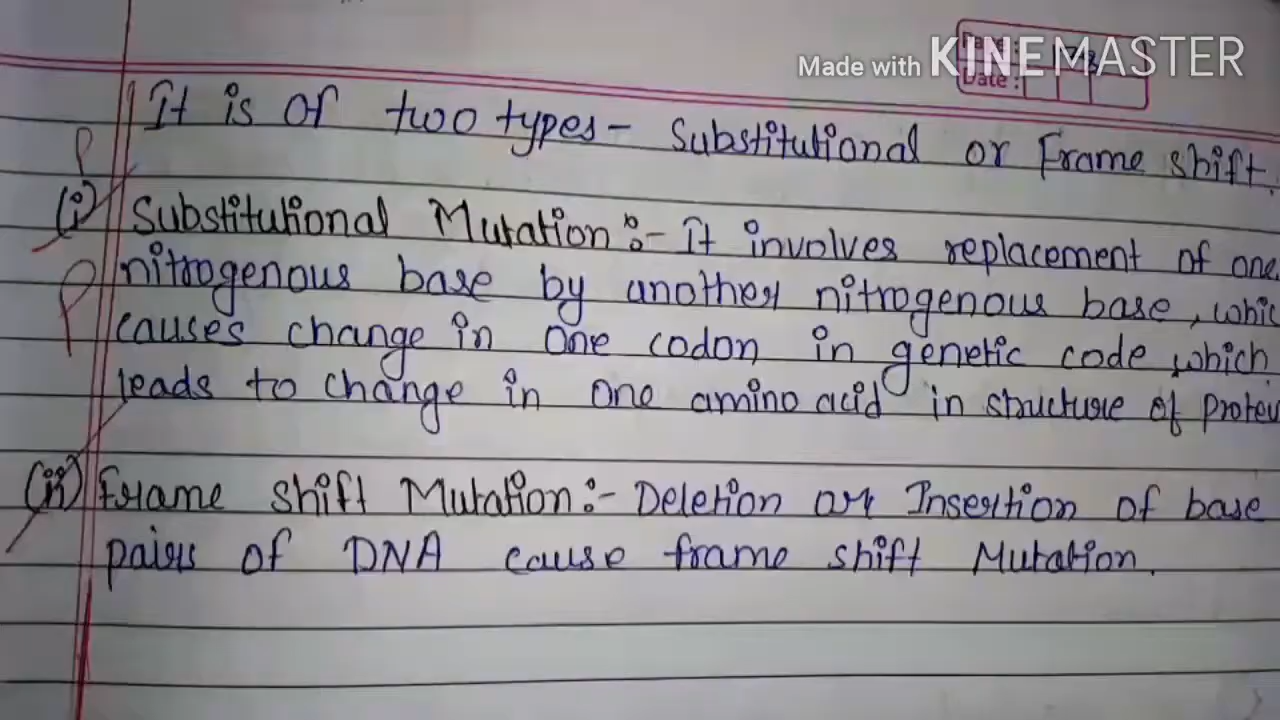 Made with KINEMASTER
Date:
It is of two types- Substitutional or Frame shift.
(i) Substitutional Mutation:- It involves replacement of one
nitrogenous base by another nitrogenous base, whic
causes change in one codon in genetic code, which
leads to change in one amino acid in structure of protei
(ii) Frame shift Mutation:- Deletion or Insertion of base
pairs of DNA cause frame shift Mutation.